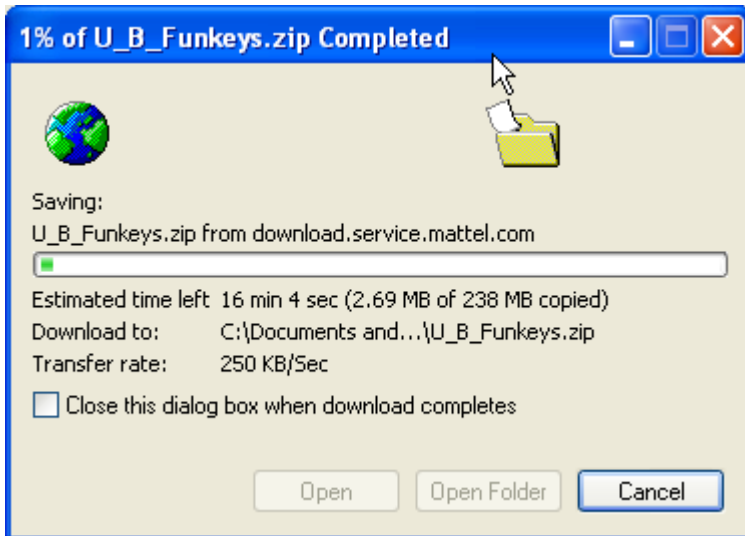 1% of U_B_Funkeys.zip Completed
Saving:
U_B_Funkeys.zip from download.service.mattel.com
Estimated time left 16 min 4 sec (2.69 MB of 238 MB copied)
Download to: C:\Documents and...\U_B_Funkeys.zip
Transfer rate: 250 KB/Sec
Close this dialog box when download completes
Open Open Folder Cancel